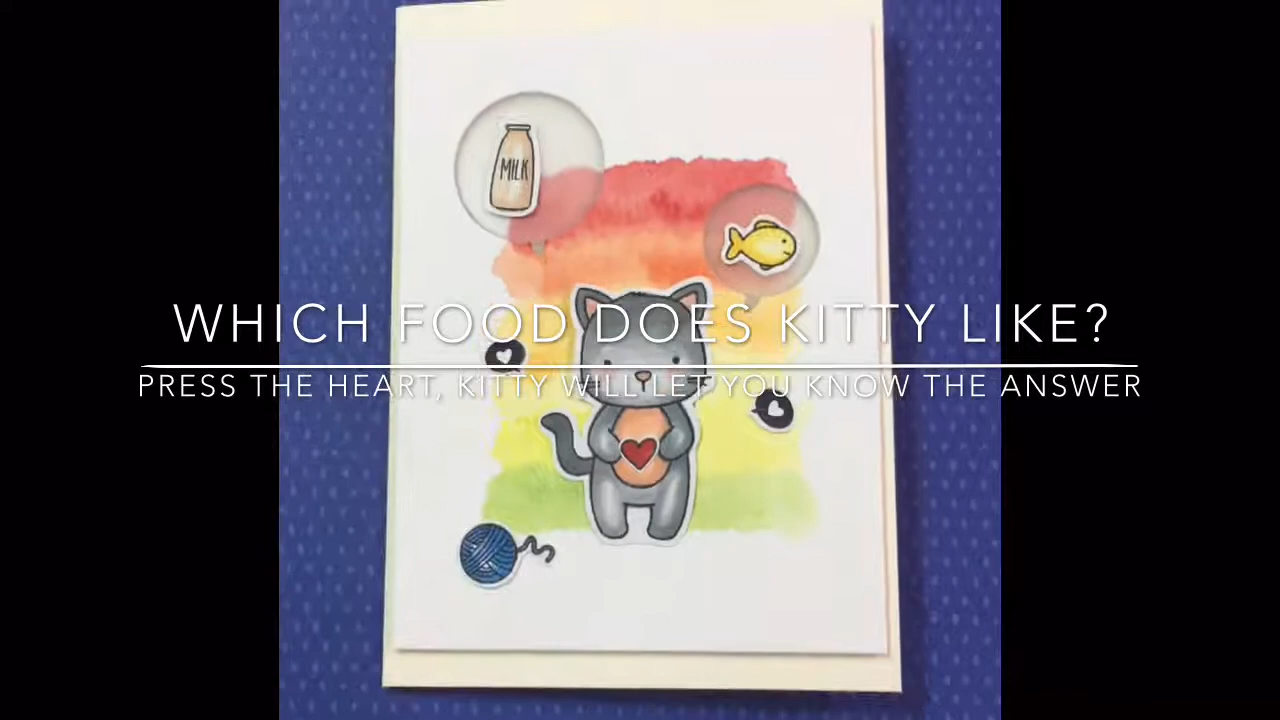 MILK
WHICH FOOD DOES KITTY LIKE?
PRESS THE HEART, KITTY WILL LET YOU KNOW THE ANSWER